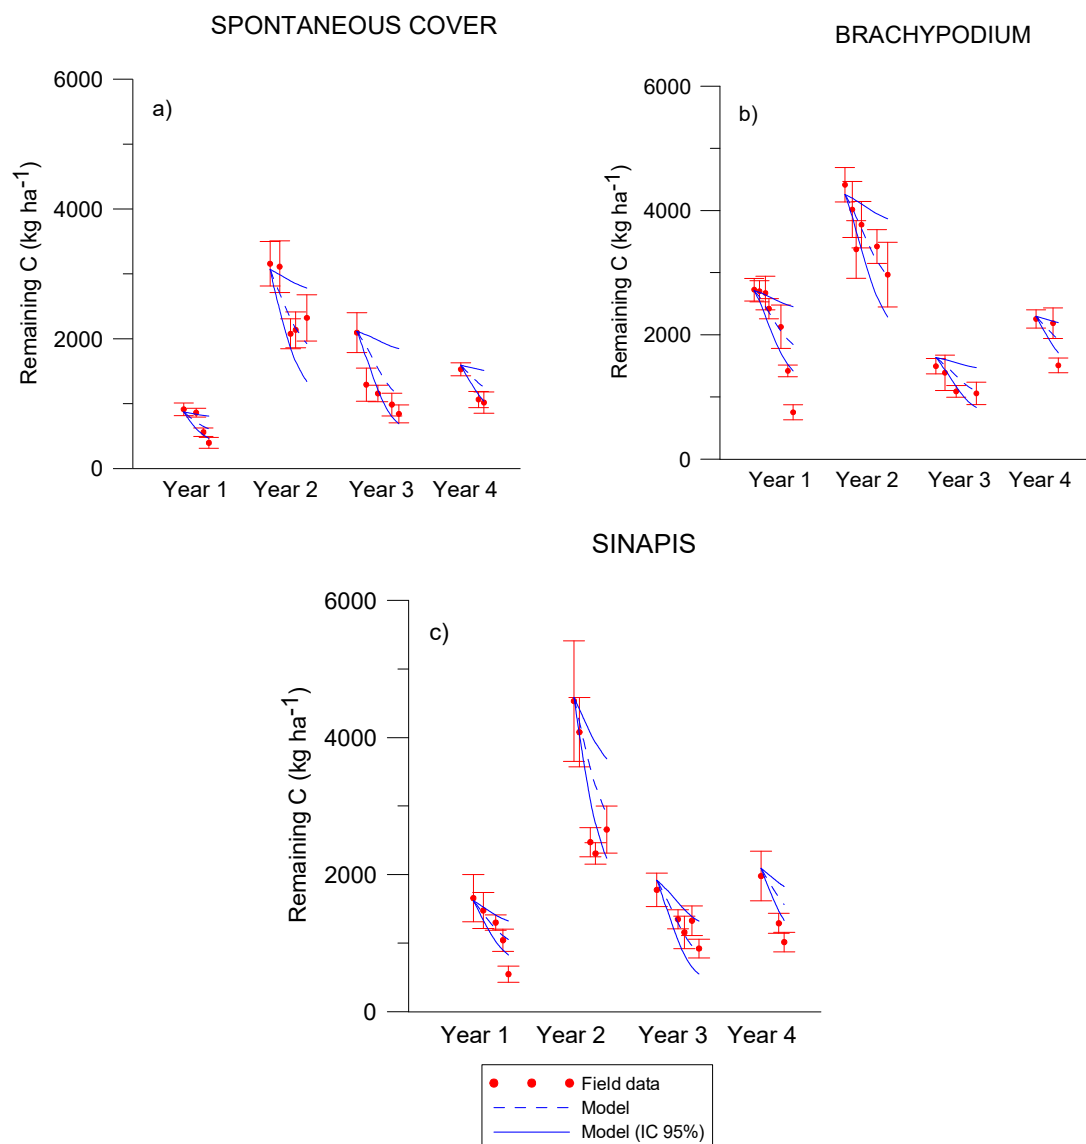 SPONTANEOUS COVER
a)
Remaining C (kg ha⁻¹)
6000
4000
2000
0
Year 1 Year 2 Year 3 Year 4
BRACHYPODIUM
b)
Remaining C (kg ha⁻¹)
6000
4000
2000
0
Year 1 Year 2 Year 3 Year 4
SINAPIS
c)
Remaining C (kg ha⁻¹)
6000
4000
2000
0
Year 1 Year 2 Year 3 Year 4
Field data
Model
Model (IC 95%)